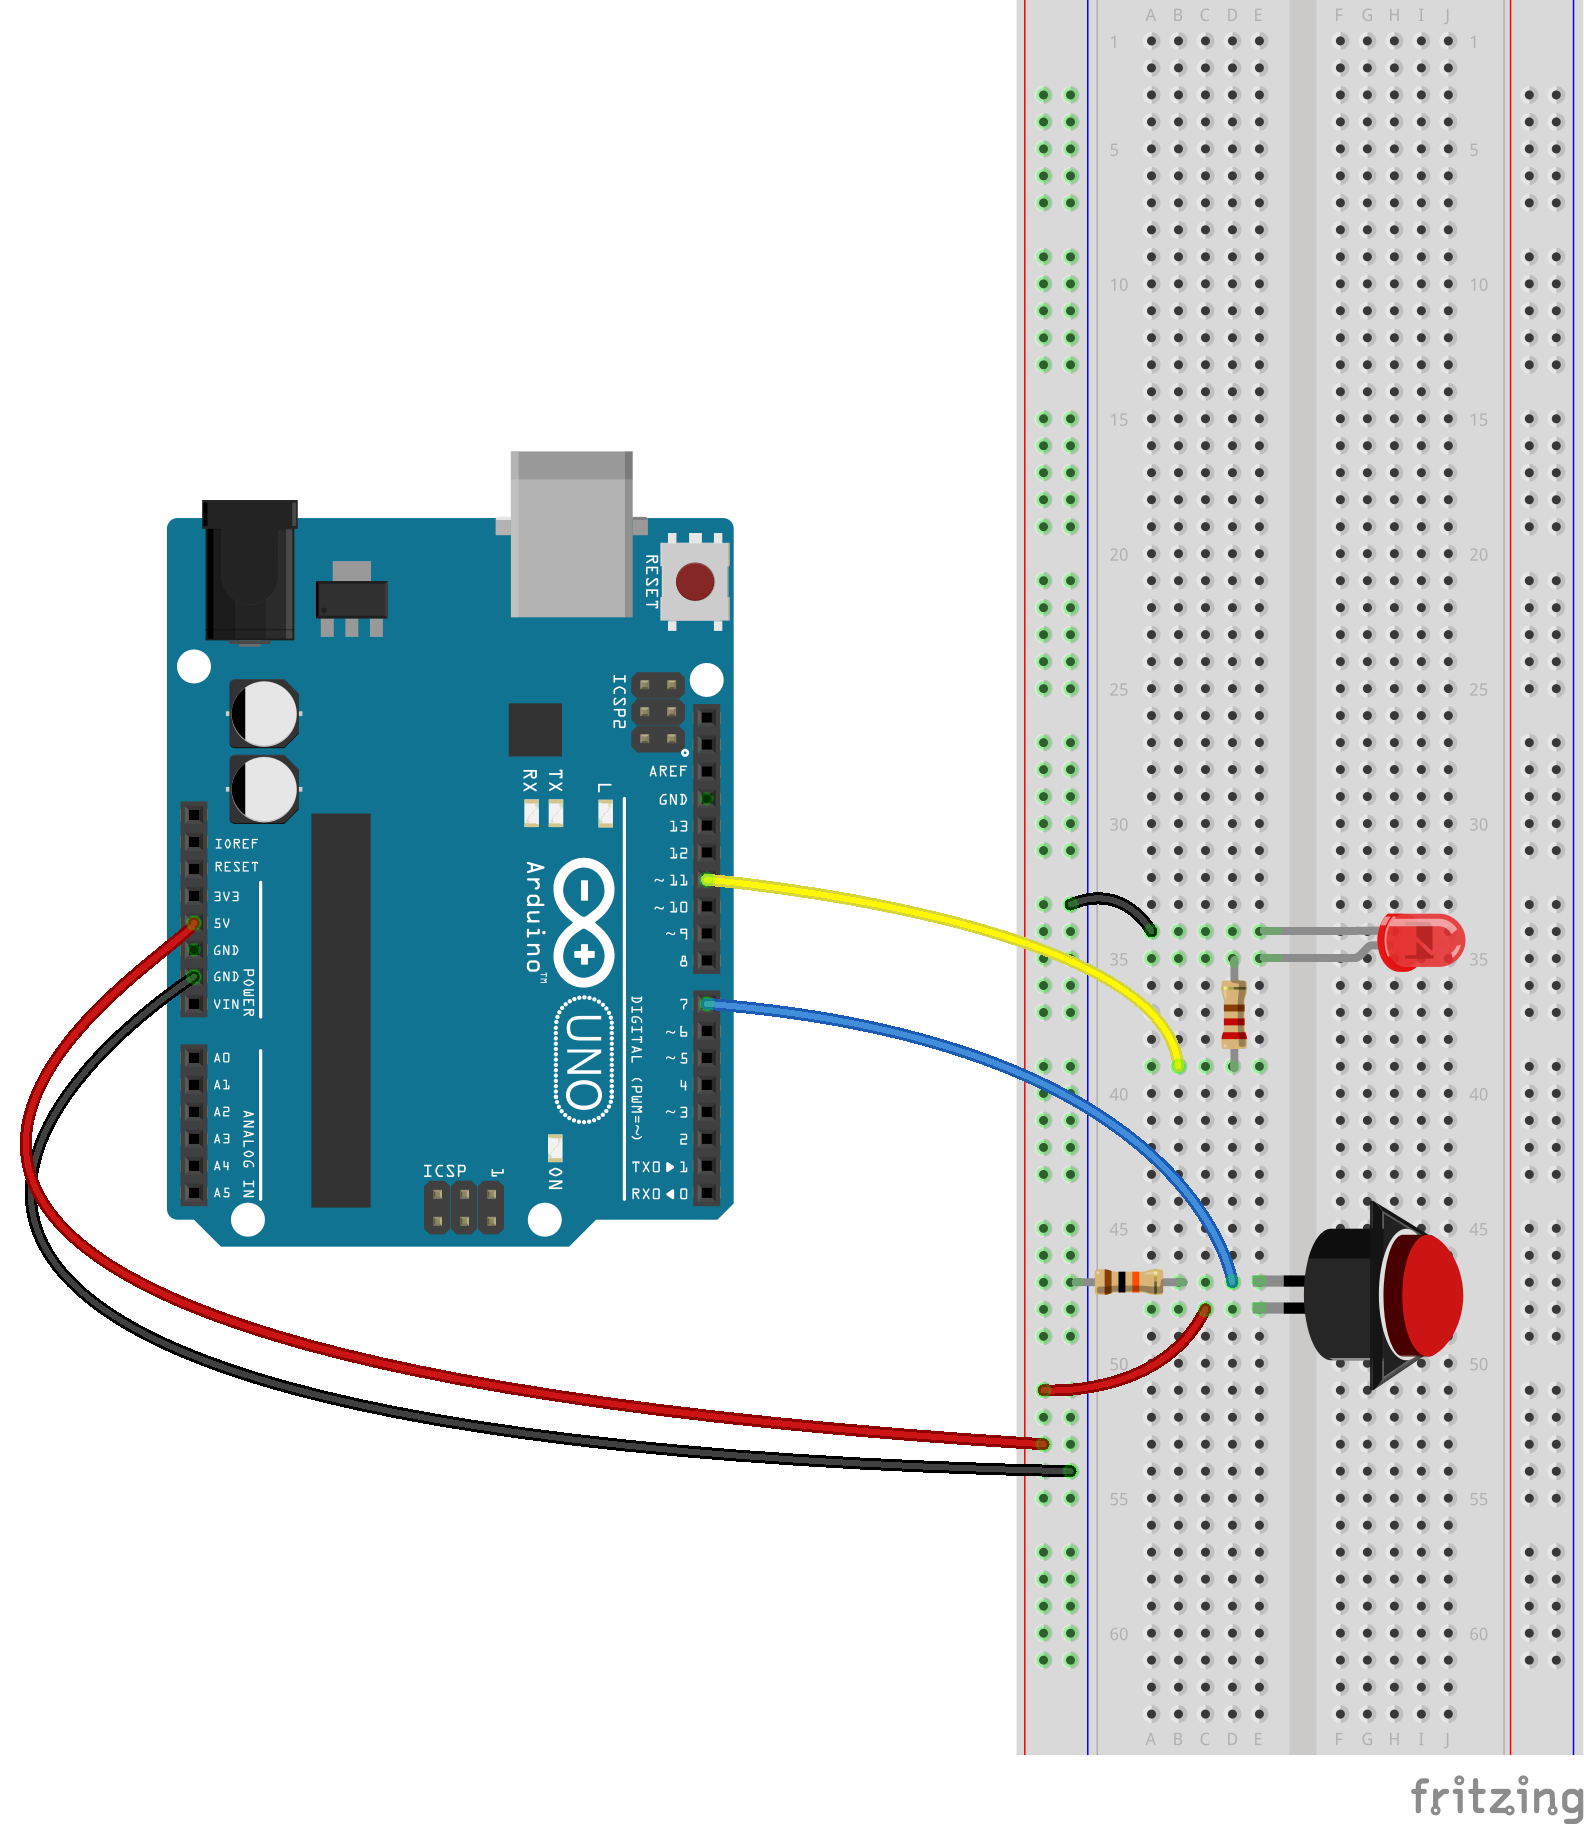 A B C D E F G H I J
1 1
5 5
10 10
15 15
20 20
25 25
30 30
35 35
40 40
45 45
50 50
55 55
60 60
A B C D E F G H I J
RESET
ICSP2
AREF
GND
13
12
~11
~10
~9
8
7
~6
~5
4
~3
2
TX0▶1
RX0◀0
DIGITAL (PWM=~)
RX
TX
L
Arduino™
UNO
IOREF
RESET
3V3
5V
GND
GND
VIN
POWER
A0
A1
A2
A3
A4
A5
ANALOG IN
ICSP
1
ON
fritzing